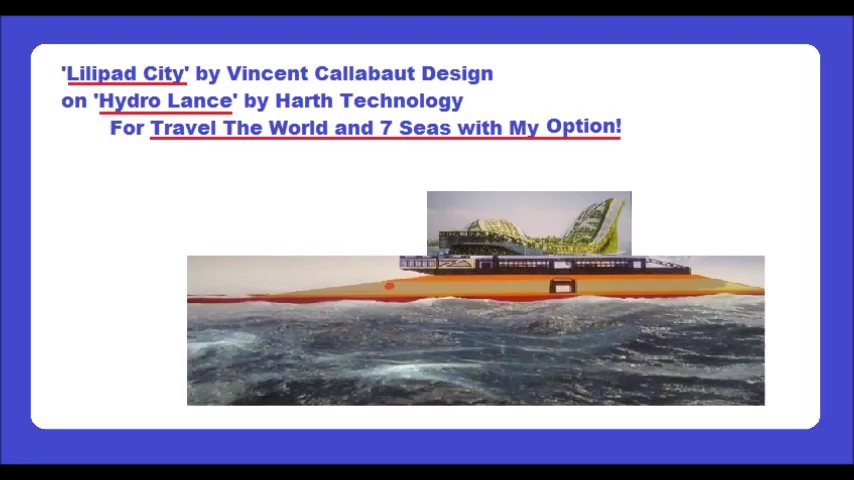 'Lilipad City' by Vincent Callabaut Design
on 'Hydro Lance' by Harth Technology
For Travel The World and 7 Seas with My Option!